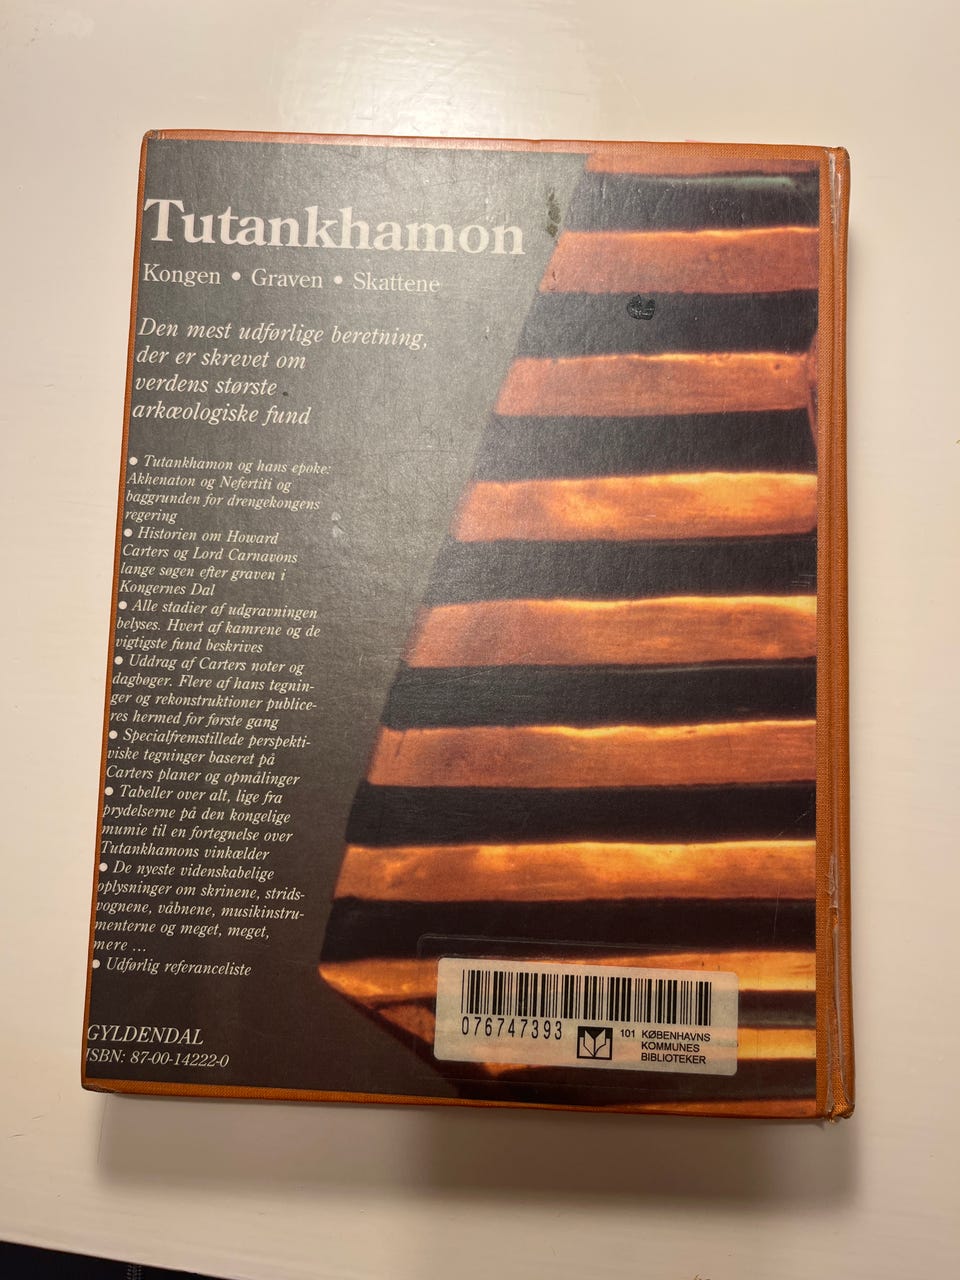 Tutankhamon
Kongen • Graven • Skattene
Den mest udførlige beretning,
der er skrevet om
verdens største
arkæologiske fund
• Tutankhamon og hans epoke:
Akhenaton og Nefertiti og
baggrunden for drengekongens
regering
• Historien om Howard
Carters og Lord Carnavons
lange søgen efter graven i
Kongernes Dal
• Alle stadier af udgravningen
belyses. Hvert af kamrene og de
vigtigste fund beskrives
• Uddrag af Carters noter og
dagbøger. Flere af hans tegnin-
ger og rekonstruktioner publice-
res hermed for første gang
• Specialfremstillede perspekti-
viske tegninger baseret på
Carters planer og opmålinger
• Tabeller over alt, lige fra
prydelserne på den kongelige
mumie til en fortegnelse over
Tutankhamons vinkælder
• De nyeste videnskabelige
oplysninger om skrinene, strids-
vognene, våbnene, musikinstru-
menterne og meget, meget,
mere ...
• Udførlig referanceliste
GYLDENDAL
ISBN: 87-00-14222-0
076747393
101 KØBENHAVNS
KOMMUNES
BIBLIOTEKER